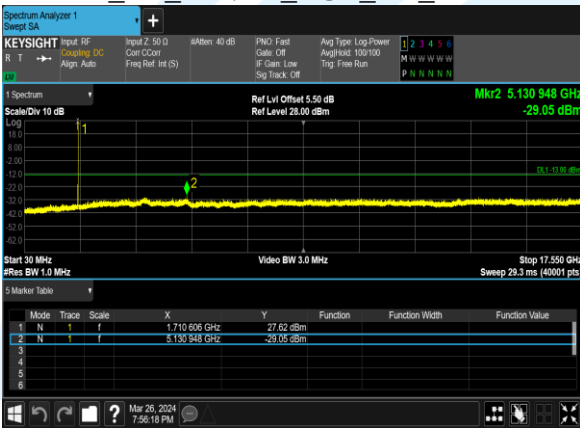 Spectrum Analyzer 1
Swept SA
+
KEYSIGHT Input: RF Input Z: 50 Ω #Atten: 40 dB PNO: Fast Avg Type: Log-Power 1 2 3 4 5 6
R T Coupling: DC Corr CCorr Gate: Off Avg|Hold: 100/100 M W W W W W
Align: Auto Freq Ref: Int (S) IF Gain: Low Trig: Free Run
LV Sig Track: Off P N N N N N
1 Spectrum Ref Lvl Offset 5.50 dB Mkr2 5.130 948 GHz
Scale/Div 10 dB Ref Level 28.00 dBm -29.05 dBm
Log
18.0
8.00
-2.00
-12.0
-22.0
-32.0
-42.0
-52.0
-62.0
1
2
DL1 -13.00 dBm
Start 30 MHz Video BW 3.0 MHz Stop 17.550 GHz
#Res BW 1.0 MHz Sweep 29.3 ms (40001 pts)
5 Marker Table
Mode Trace Scale X Y Function Function Width Function Value
1 N 1 f 1.710 606 GHz 27.62 dBm
2 N 1 f 5.130 948 GHz -29.05 dBm
3
4
5
6
? Mar 26, 2024
7:56:18 PM